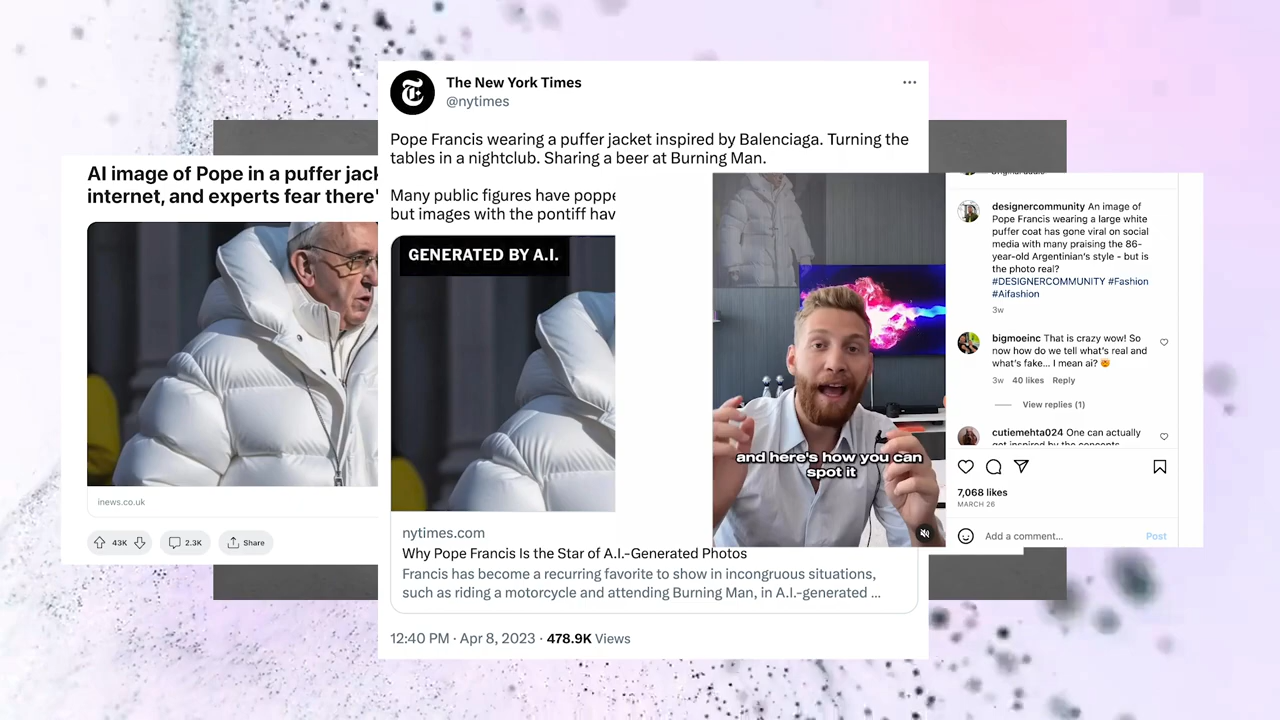 AI image of Pope in a puffer jack
internet, and experts fear there'
inews.co.uk
43K
2.3K
Share
The New York Times
@nytimes
Pope Francis wearing a puffer jacket inspired by Balenciaga. Turning the
tables in a nightclub. Sharing a beer at Burning Man.
Many public figures have poppe
but images with the pontiff hav
GENERATED BY A.I.
nytimes.com
Why Pope Francis Is the Star of A.I.-Generated Photos
Francis has become a recurring favorite to show in incongruous situations,
such as riding a motorcycle and attending Burning Man, in A.I.-generated ...
12:40 PM · Apr 8, 2023 · 478.9K Views
and here's how you can
spot it
designercommunity An image of
Pope Francis wearing a large white
puffer coat has gone viral on social
media with many praising the 86-
year-old Argentinian's style - but is
the photo real?
#DESIGNERCOMMUNITY #Fashion
#Aifashion
3w
bigmoeinc That is crazy wow! So
now how do we tell what's real and
what's fake... I mean ai? 🤯
3w 40 likes Reply
View replies (1)
cutiemehta024 One can actually
get inspired by the concepts
7,068 likes
MARCH 26
Add a comment...
Post